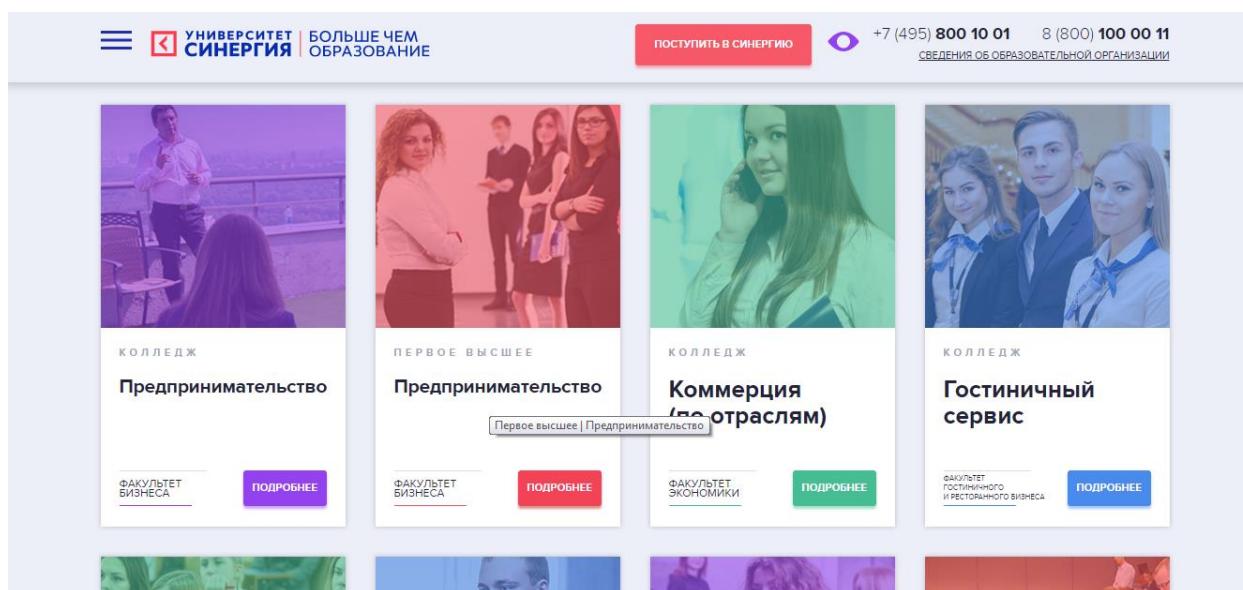 УНИВЕРСИТЕТ
СИНЕРГИЯ
БОЛЬШЕ ЧЕМ
ОБРАЗОВАНИЕ
ПОСТУПИТЬ В СИНЕРГИЮ
+7 (495) 800 10 01
8 (800) 100 00 11
СВЕДЕНИЯ ОБ ОБРАЗОВАТЕЛЬНОЙ ОРГАНИЗАЦИИ
КОЛЛЕДЖ
Предпринимательство
ФАКУЛЬТЕТ
БИЗНЕСА
ПОДРОБНЕЕ
ПЕРВОЕ ВЫСШЕЕ
Предпринимательство
Первое высшее | Предпринимательство
ФАКУЛЬТЕТ
БИЗНЕСА
ПОДРОБНЕЕ
КОЛЛЕДЖ
Коммерция
(по отраслям)
ФАКУЛЬТЕТ
ЭКОНОМИКИ
ПОДРОБНЕЕ
КОЛЛЕДЖ
Гостиничный
сервис
ФАКУЛЬТЕТ
ГОСТИНИЧНОГО
И РЕСТОРАННОГО БИЗНЕСА
ПОДРОБНЕЕ